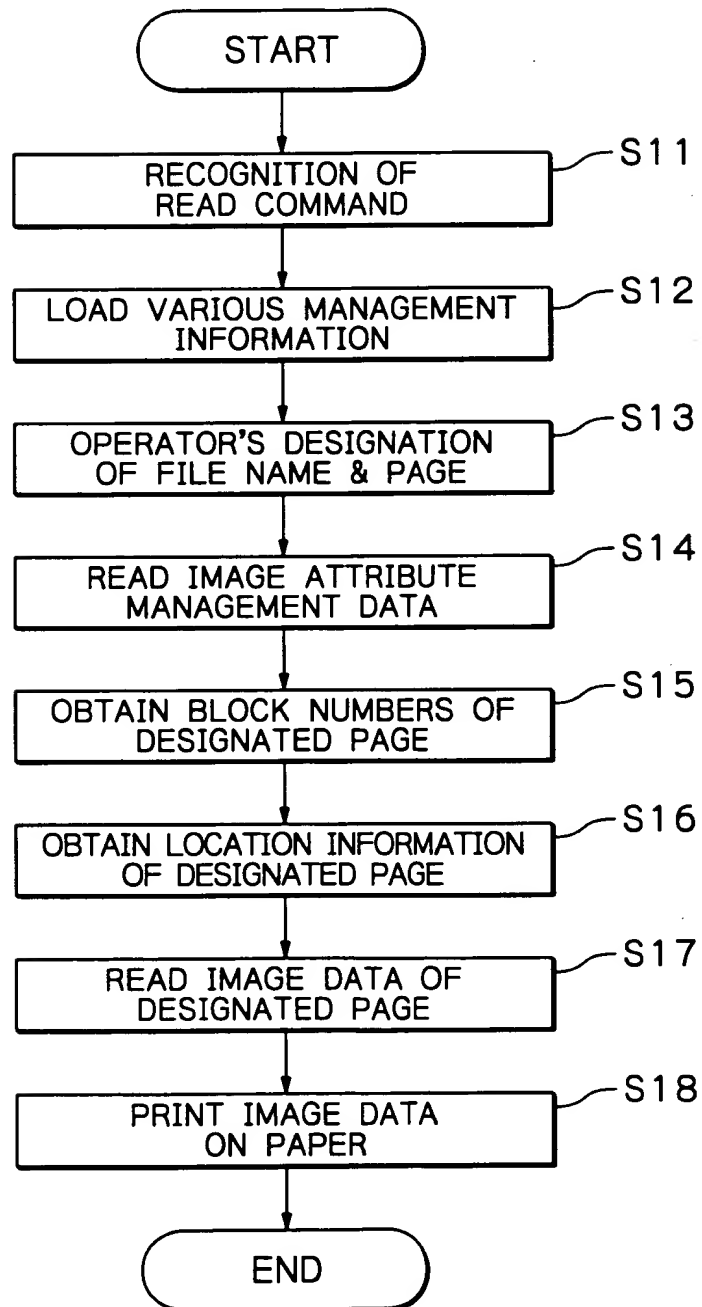 START
S11
RECOGNITION OF
READ COMMAND
S12
LOAD VARIOUS MANAGEMENT
INFORMATION
S13
OPERATOR'S DESIGNATION
OF FILE NAME & PAGE
S14
READ IMAGE ATTRIBUTE
MANAGEMENT DATA
S15
OBTAIN BLOCK NUMBERS OF
DESIGNATED PAGE
S16
OBTAIN LOCATION INFORMATION
OF DESIGNATED PAGE
S17
READ IMAGE DATA OF
DESIGNATED PAGE
S18
PRINT IMAGE DATA
ON PAPER
END